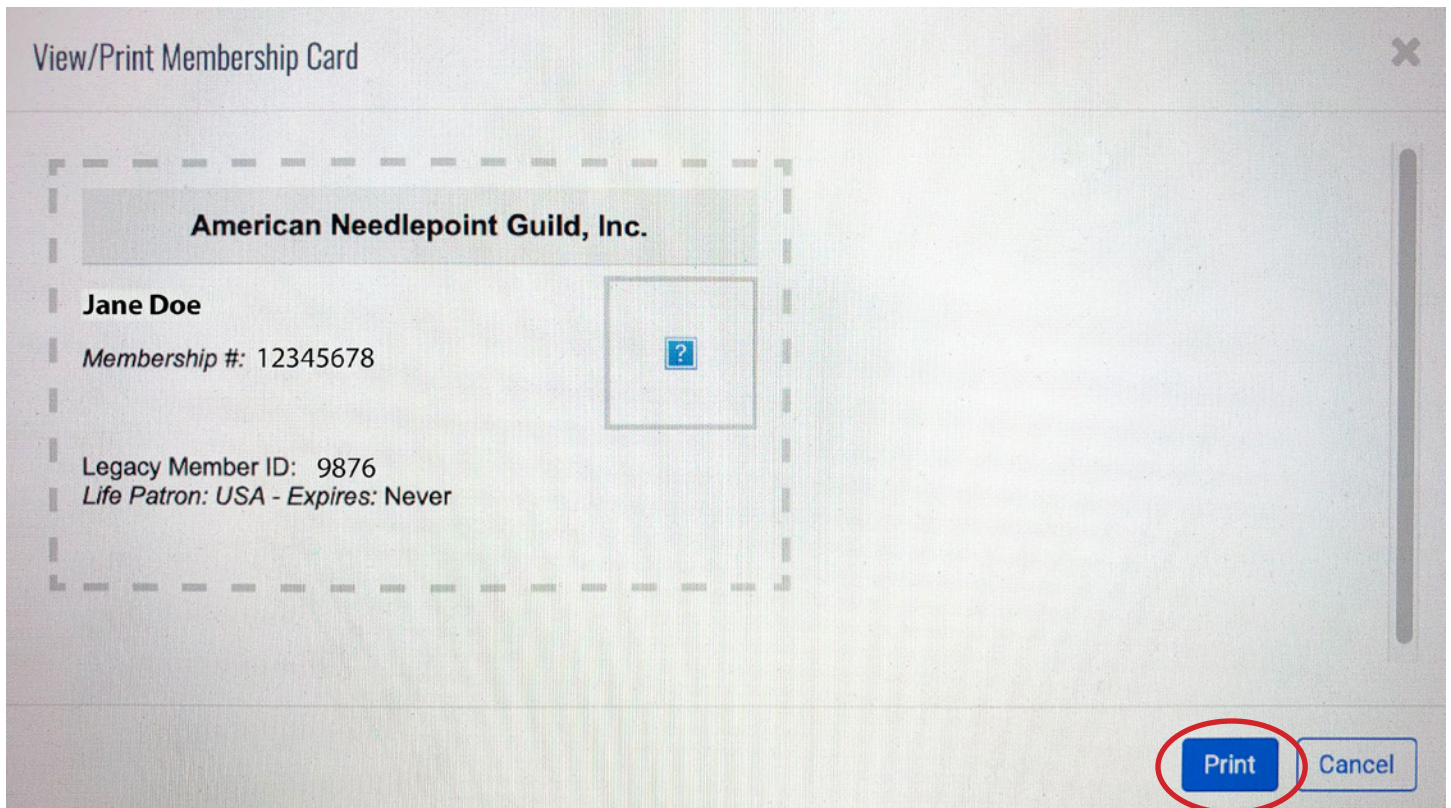 View/Print Membership Card
American Needlepoint Guild, Inc.
Jane Doe
Membership #: 12345678
?
Legacy Member ID: 9876
Life Patron: USA - Expires: Never
Print Cancel